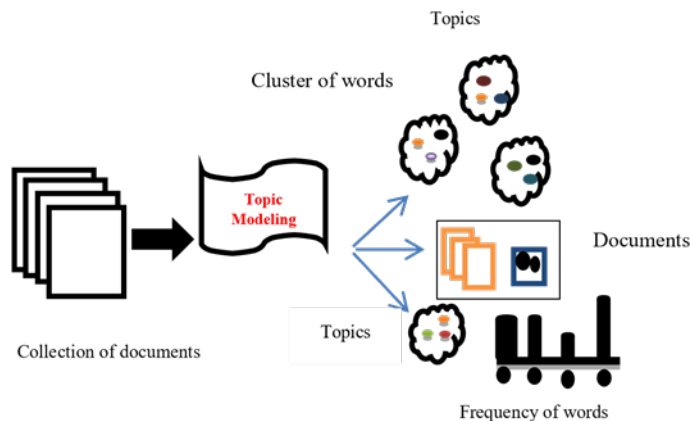 Topics
Cluster of words
Topic
Modeling
Documents
Topics
Collection of documents
Frequency of words